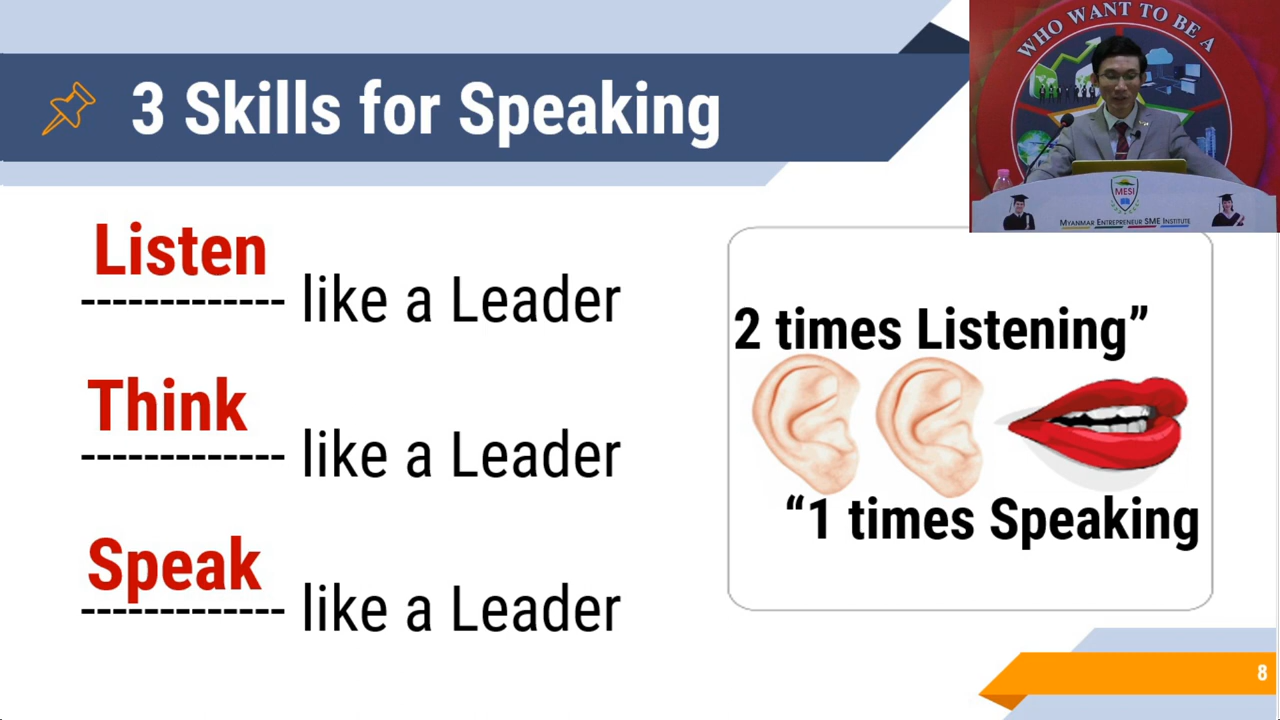 3 Skills for Speaking
WHO WANT TO BE A
MESI
MYANMAR ENTREPRENEUR SME INSTITUTE
Listen
------------- like a Leader
Think
------------- like a Leader
Speak
------------- like a Leader
2 times Listening”
“1 times Speaking
8